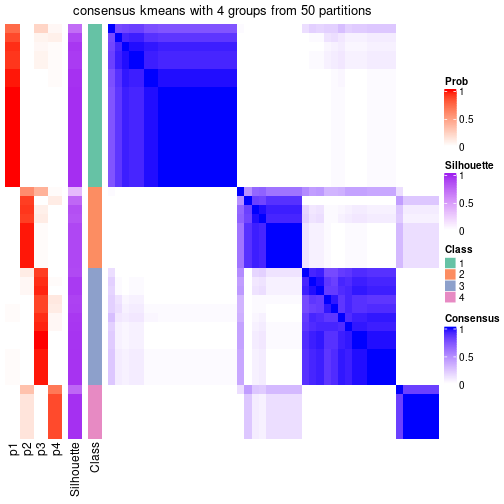 consensus kmeans with 4 groups from 50 partitions
Prob
1
0.5
0
Silhouette
1
0.5
0
Class
1
2
3
4
Consensus
1
0.5
0
p1
p2
p3
p4
Silhouette
Class